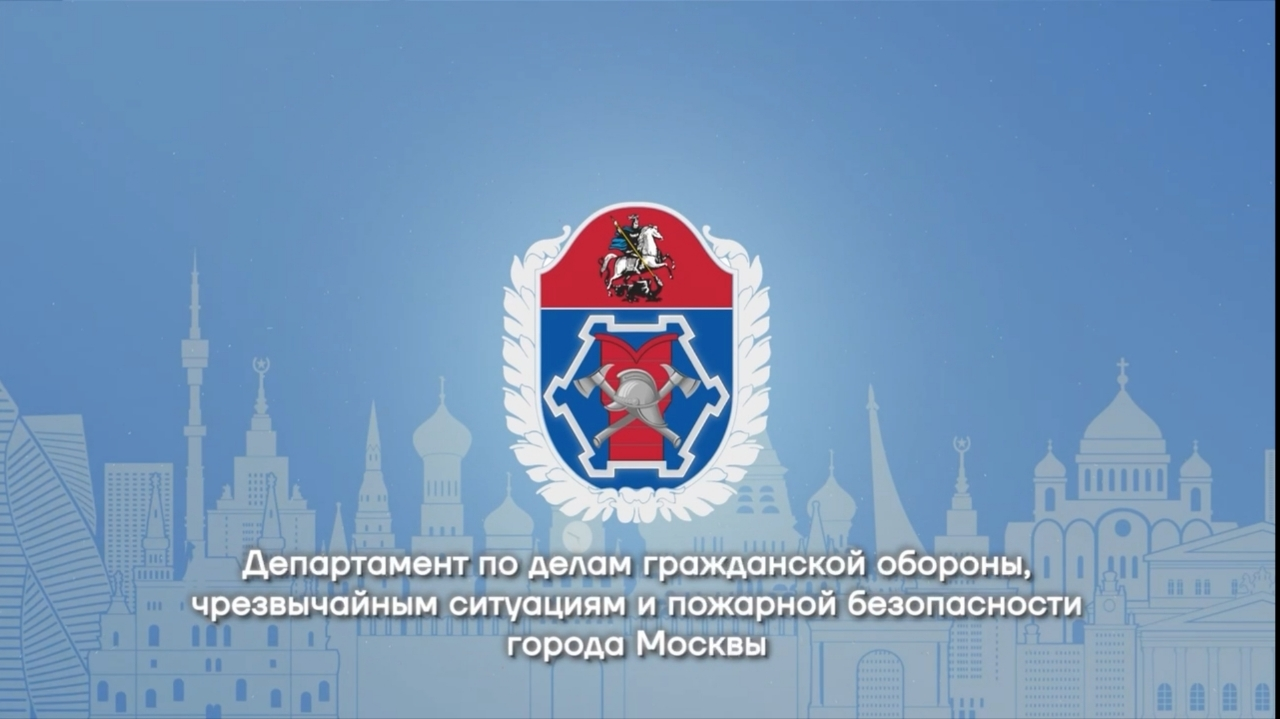 Департамент по делам гражданской обороны,
чрезвычайным ситуациям и пожарной безопасности
города Москвы